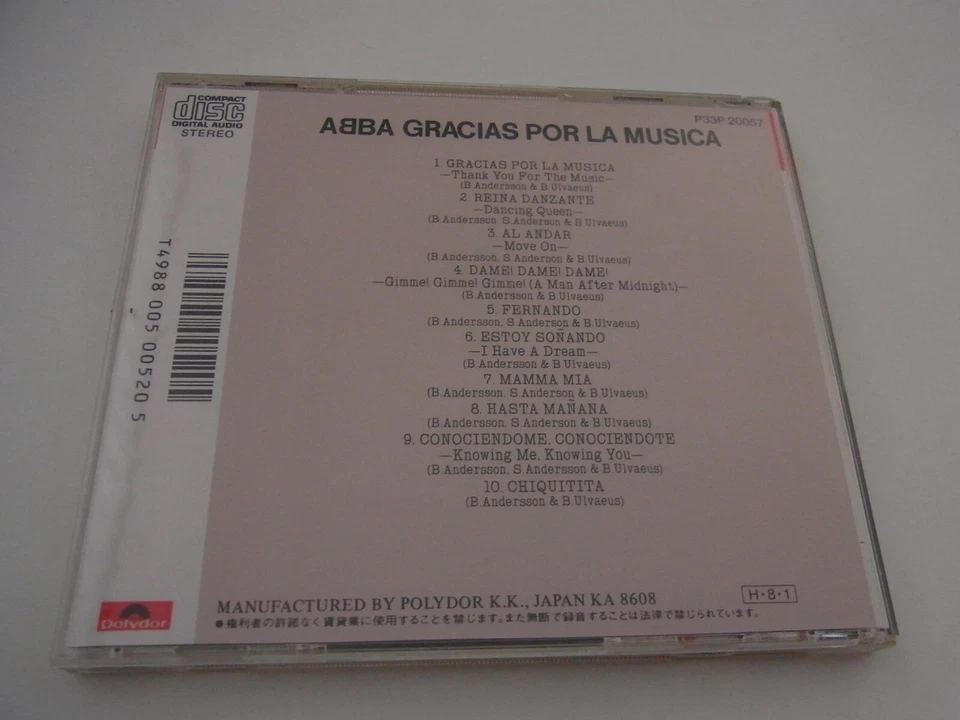 COMPACT
disc
DIGITAL AUDIO
STEREO
P33P 20057
ABBA GRACIAS POR LA MUSICA
1. GRACIAS POR LA MUSICA
—Thank You For The Music—
(B.Andersson & B.Ulvaeus)
2. REINA DANZANTE
—Dancing Queen—
(B.Andersson, S.Anderson & B.Ulvaeus)
3. AL ANDAR
—Move On—
(B.Andersson, S.Anderson & B.Ulvaeus)
4. DAME! DAME! DAME!
—Gimme! Gimme! Gimme! (A Man After Midnight)—
(B.Andersson & B.Ulvaeus)
5. FERNANDO
(B.Andersson, S.Anderson & B.Ulvaeus)
6. ESTOY SOÑANDO
—I Have A Dream—
(B.Andersson & B.Ulvaeus)
7. MAMMA MIA
(B.Andersson, S.Anderson & B.Ulvaeus)
8. HASTA MAÑANA
(B.Andersson, S.Anderson & B.Ulvaeus)
9. CONOCIENDOME, CONOCIENDOTE
—Knowing Me, Knowing You—
(B.Andersson, S.Anderson & B.Ulvaeus)
10. CHIQUITITA
(B.Andersson & B.Ulvaeus)
T4988 005 005205
Polydor
MANUFACTURED BY POLYDOR K.K., JAPAN KA 8608
H·8·1
●権利者の許諾なく賃貸業に使用することを禁じます。また無断で録音することは法律で禁じられています。